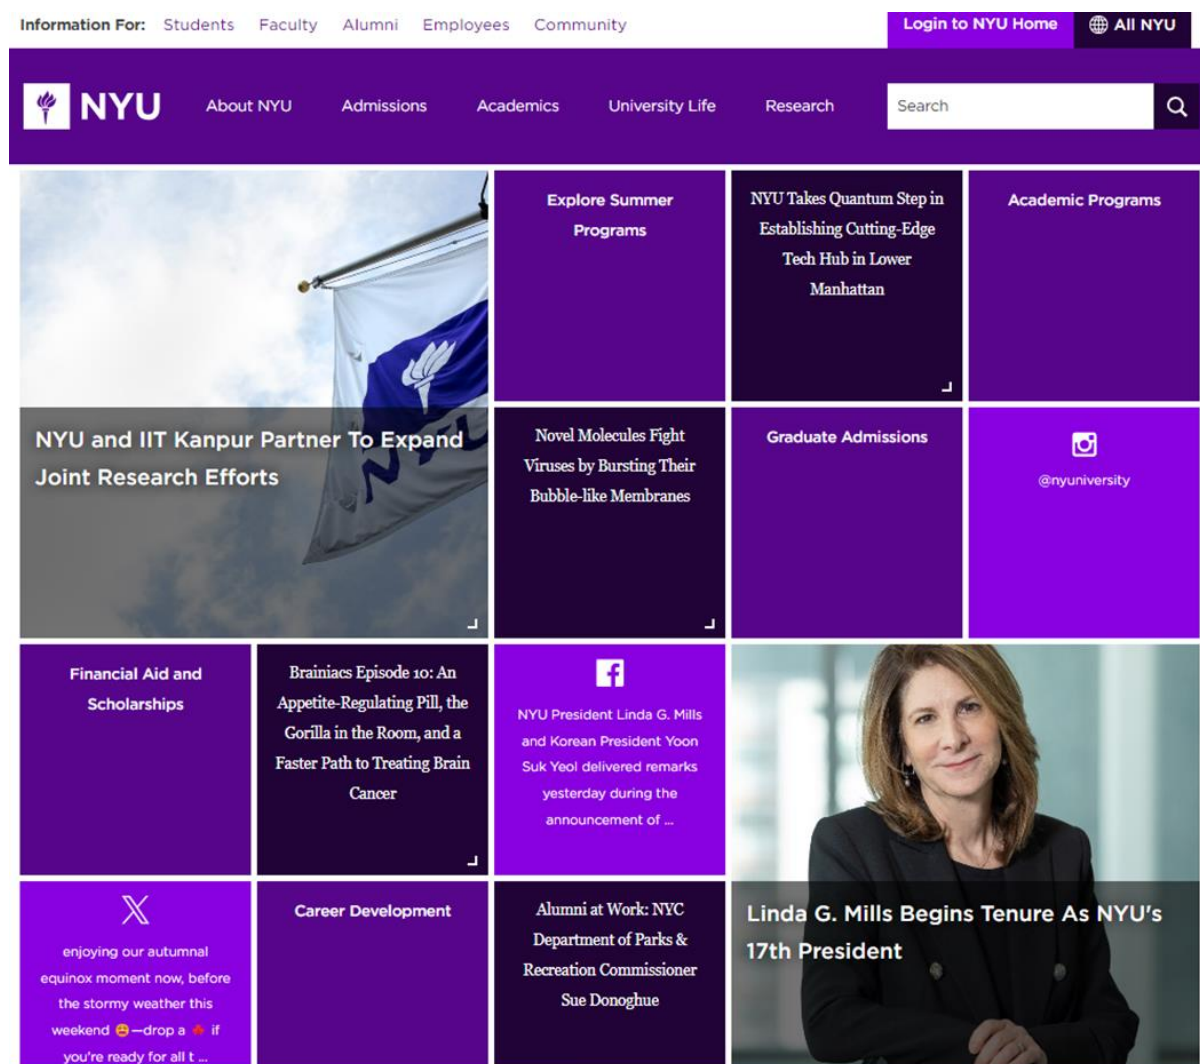 Information For: Students Faculty Alumni Employees Community
Login to NYU Home
All NYU
NYU
About NYU
Admissions
Academics
University Life
Research
Search
NYU and IIT Kanpur Partner To Expand
Joint Research Efforts
Explore Summer
Programs
NYU Takes Quantum Step in
Establishing Cutting-Edge
Tech Hub in Lower
Manhattan
Academic Programs
Novel Molecules Fight
Viruses by Bursting Their
Bubble-like Membranes
Graduate Admissions
@nyuniversity
Financial Aid and
Scholarships
Brainiacs Episode 10: An
Appetite-Regulating Pill, the
Gorilla in the Room, and a
Faster Path to Treating Brain
Cancer
NYU President Linda G. Mills
and Korean President Yoon
Suk Yeol delivered remarks
yesterday during the
announcement of ...
Linda G. Mills Begins Tenure As NYU's
17th President
enjoying our autumnal
equinox moment now, before
the stormy weather this
weekend 😩—drop a 🍁 if
you're ready for all t ...
Career Development
Alumni at Work: NYC
Department of Parks &
Recreation Commissioner
Sue Donoghue